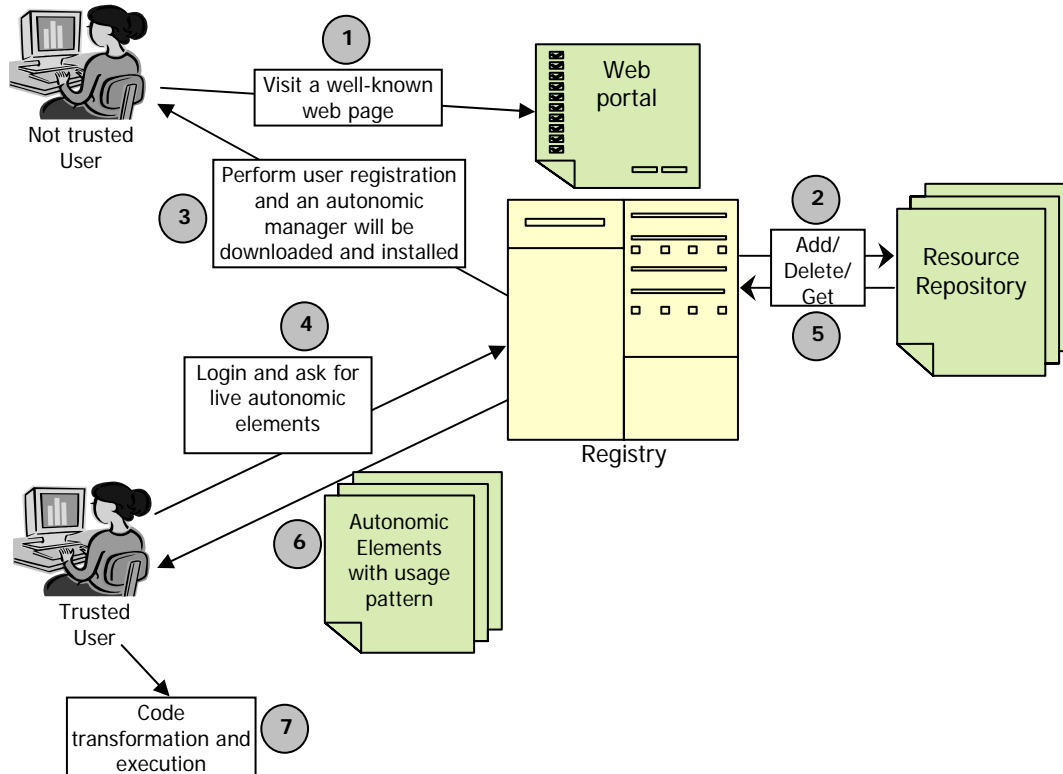 1
Visit a well-known
web page
Web
portal
Not trusted
User
3
Perform user registration
and an autonomic
manager will be
downloaded and installed
2
Add/
Delete/
Get
5
Resource
Repository
4
Login and ask for
live autonomic
elements
Registry
6
Autonomic
Elements
with usage
pattern
Trusted
User
Code
transformation and
execution
7